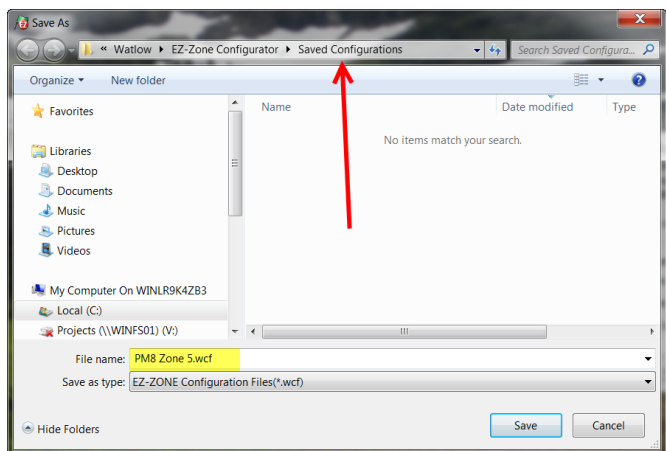 Save As
« Watlow EZ-Zone Configurator Saved Configurations Search Saved Configura...
Organize New folder
Favorites Name Date modified Type
No items match your search.
Libraries
Desktop
Documents
Music
Pictures
Videos
My Computer On WINLR9K4ZB3
Local (C:)
Projects (\\WINFS01) (V:)
File name: PM8 Zone 5.wcf
Save as type: EZ-ZONE Configuration Files(*.wcf)
Hide Folders Save Cancel